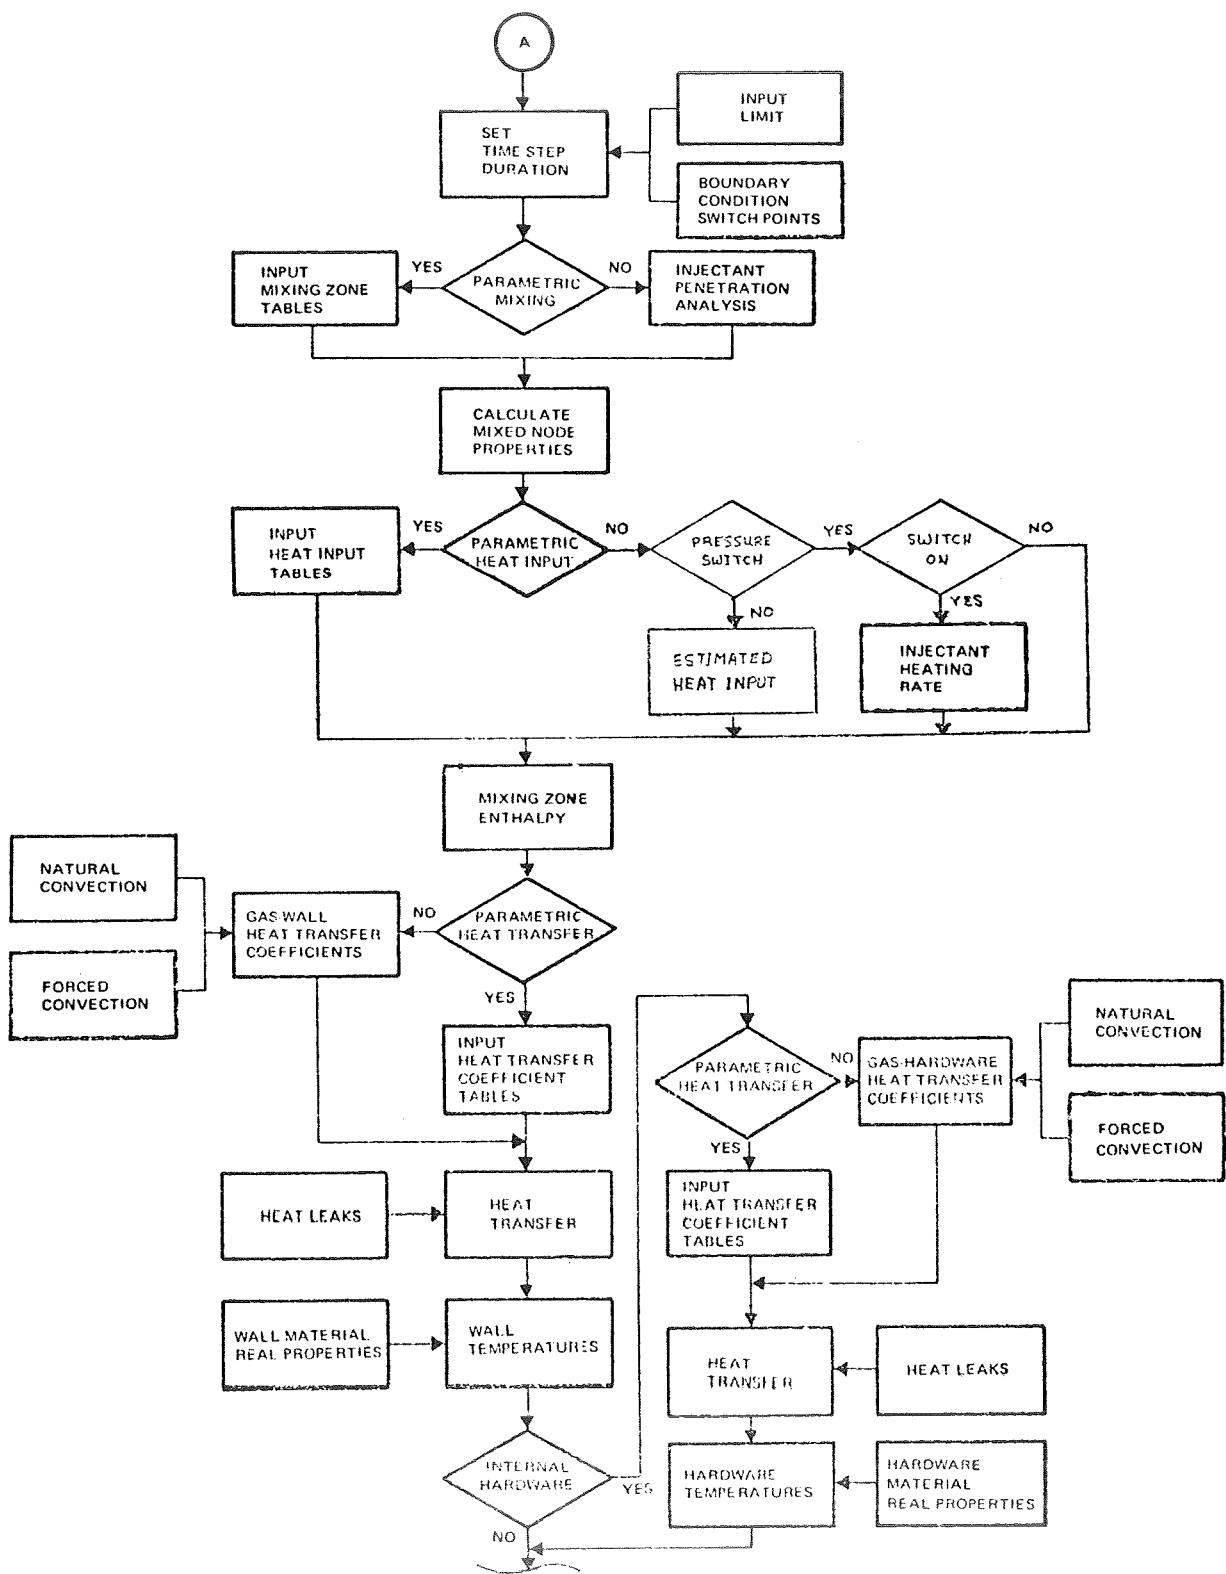 A
SET
TIME STEP
DURATION
INPUT
LIMIT
BOUNDARY
CONDITION
SWITCH POINTS
INPUT
MIXING ZONE
TABLES
YES
PARAMETRIC
MIXING
NO
INJECTANT
PENETRATION
ANALYSIS
CALCULATE
MIXED NODE
PROPERTIES
INPUT
HEAT INPUT
TABLES
YES
PARAMETRIC
HEAT INPUT
NO
PRESSURE
SWITCH
YES
SWITCH
ON
NO
NO
YES
ESTIMATED
HEAT INPUT
INJECTANT
HEATING
RATE
MIXING ZONE
ENTHALPY
NATURAL
CONVECTION
FORCED
CONVECTION
GAS-WALL
HEAT TRANSFER
COEFFICIENTS
NO
PARAMETRIC
HEAT TRANSFER
YES
INPUT
HEAT TRANSFER
COEFFICIENT
TABLES
PARAMETRIC
HEAT TRANSFER
NO
GAS-HARDWARE
HEAT TRANSFER
COEFFICIENTS
NATURAL
CONVECTION
FORCED
CONVECTION
YES
INPUT
HEAT TRANSFER
COEFFICIENT
TABLES
HEAT LEAKS
HEAT
TRANSFER
WALL MATERIAL
REAL PROPERTIES
WALL
TEMPERATURES
HEAT
TRANSFER
HEAT LEAKS
INTERNAL
HARDWARE
YES
NO
HARDWARE
TEMPERATURES
HARDWARE
MATERIAL
REAL PROPERTIES